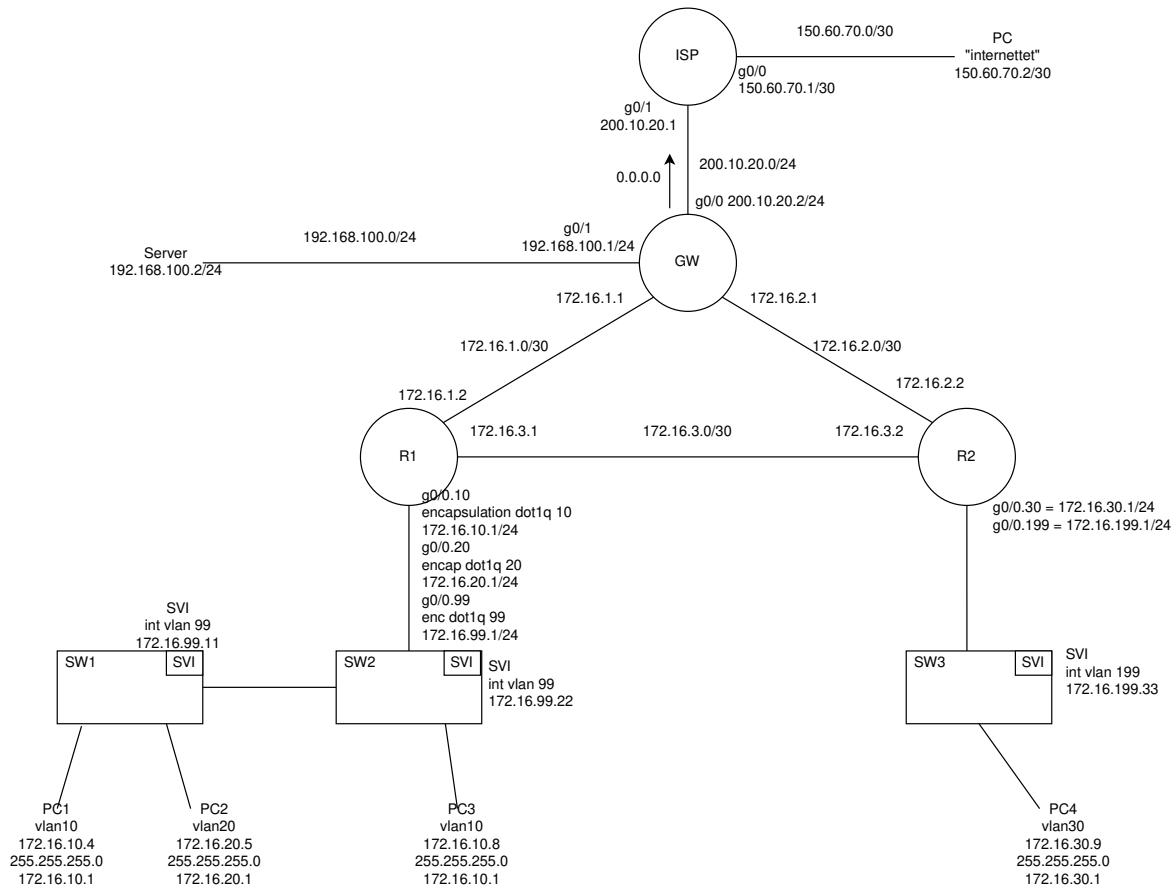 150.60.70.0/30
PC
"internettet"
150.60.70.2/30
ISP
g0/0
150.60.70.1/30
g0/1
200.10.20.1
200.10.20.0/24
0.0.0.0
g0/0 200.10.20.2/24
192.168.100.0/24
g0/1
192.168.100.1/24
Server
192.168.100.2/24
GW
172.16.1.1
172.16.2.1
172.16.1.0/30
172.16.2.0/30
172.16.1.2
172.16.2.2
172.16.3.1
172.16.3.0/30
172.16.3.2
R1
R2
g0/0.10
encapsulation dot1q 10
172.16.10.1/24
g0/0.20
encap dot1q 20
172.16.20.1/24
g0/0.99
enc dot1q 99
172.16.99.1/24
g0/0.30 = 172.16.30.1/24
g0/0.199 = 172.16.199.1/24
SVI
int vlan 99
172.16.99.11
SW1
SVI
SW2
SVI
SVI
int vlan 99
172.16.99.22
SW3
SVI
SVI
int vlan 199
172.16.199.33
PC1
vlan10
172.16.10.4
255.255.255.0
172.16.10.1
PC2
vlan20
172.16.20.5
255.255.255.0
172.16.20.1
PC3
vlan10
172.16.10.8
255.255.255.0
172.16.10.1
PC4
vlan30
172.16.30.9
255.255.255.0
172.16.30.1